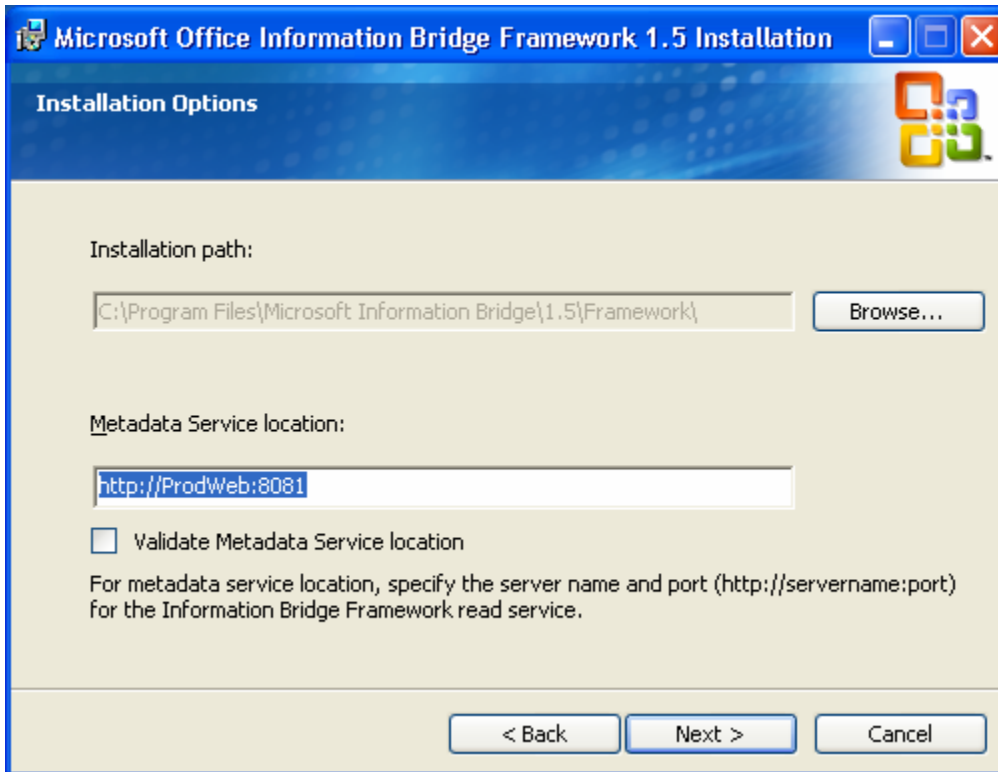 Microsoft Office Information Bridge Framework 1.5 Installation
Installation Options
Installation path:
C:\Program Files\Microsoft Information Bridge\1.5\Framework\
Browse...
Metadata Service location:
http://ProdWeb:8081
Validate Metadata Service location
For metadata service location, specify the server name and port (http://servername:port)
for the Information Bridge Framework read service.
< Back
Next >
Cancel